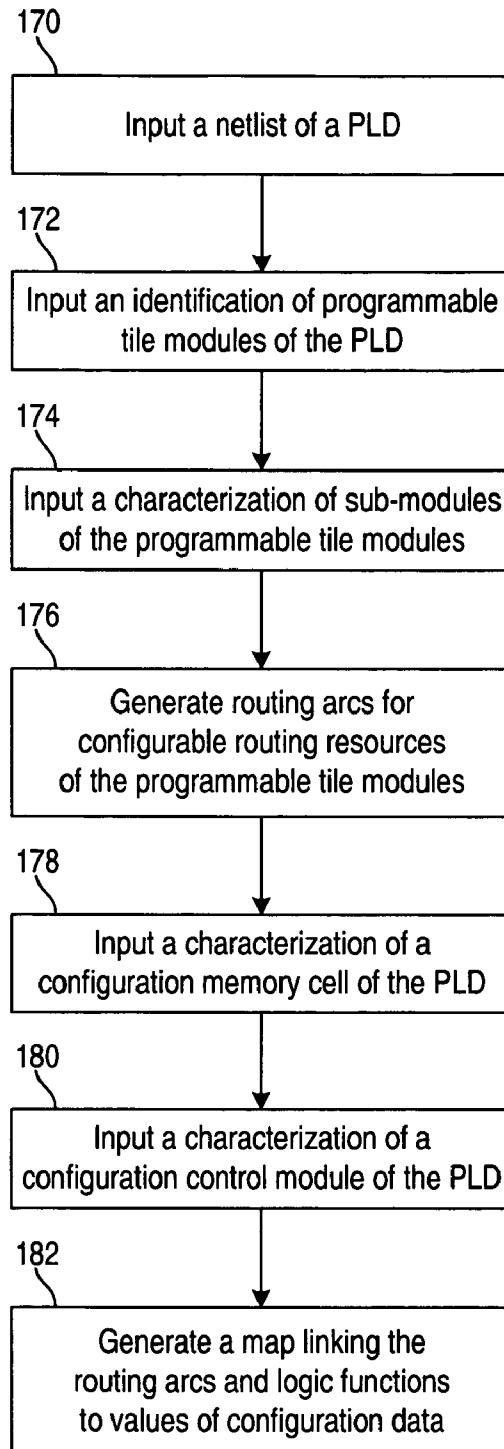 170
Input a netlist of a PLD
172
Input an identification of programmable
tile modules of the PLD
174
Input a characterization of sub-modules
of the programmable tile modules
176
Generate routing arcs for
configurable routing resources
of the programmable tile modules
178
Input a characterization of a
configuration memory cell of the PLD
180
Input a characterization of a
configuration control module of the PLD
182
Generate a map linking the
routing arcs and logic functions
to values of configuration data